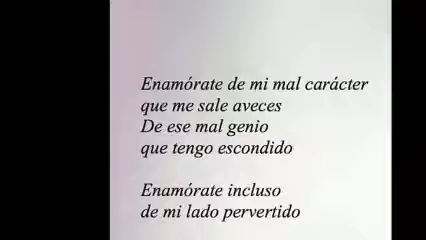 Enamórate de mi mal carácter
que me sale aveces
De ese mal genio
que tengo escondido
Enamórate incluso
de mi lado pervertido